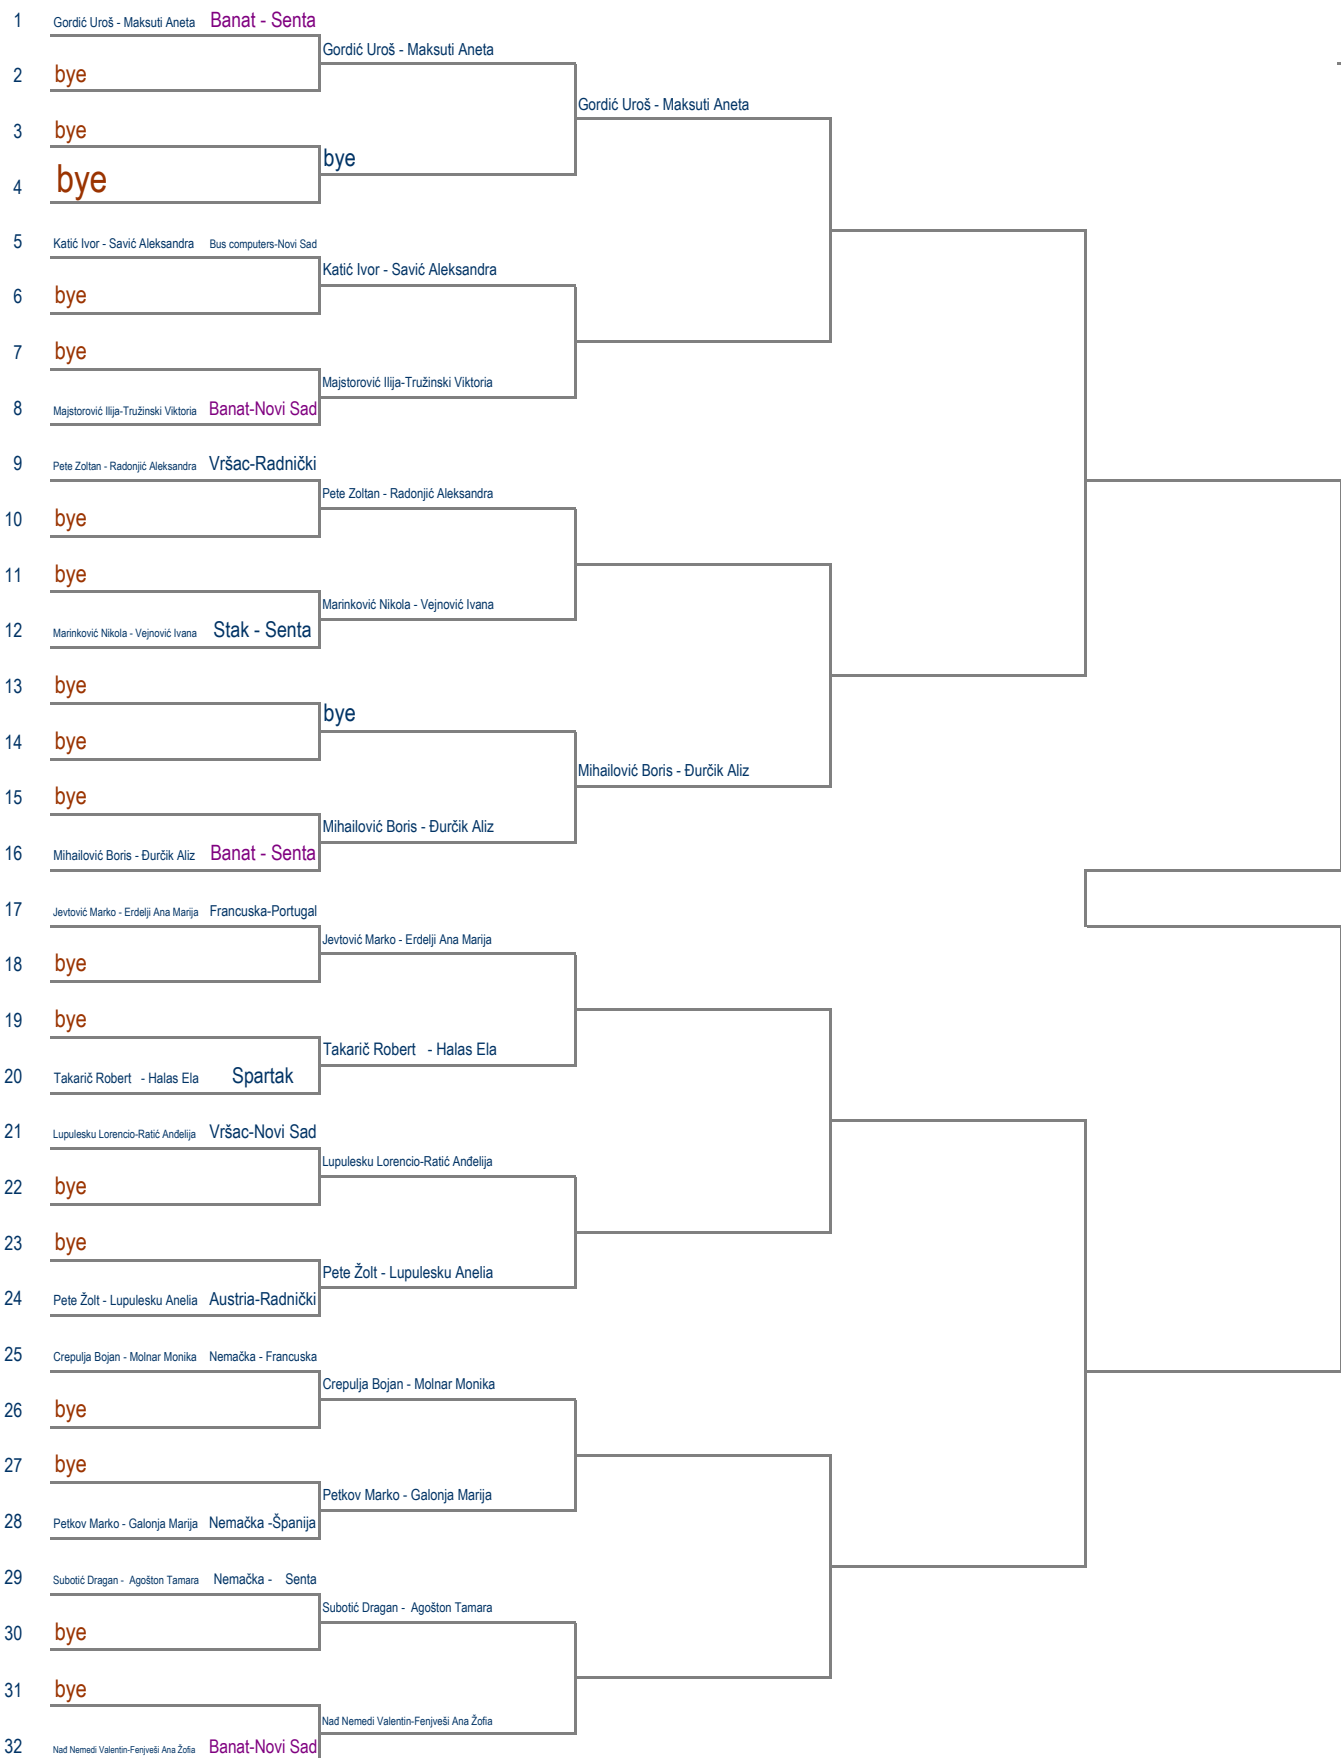 1 Gordić Uroš - Maksuti Aneta Banat - Senta
Gordić Uroš - Maksuti Aneta
2 bye
Gordić Uroš - Maksuti Aneta
3 bye
bye
4 bye
5 Katić Ivor - Savić Aleksandra Bus computers-Novi Sad
Katić Ivor - Savić Aleksandra
6 bye
7 bye
Majstorović Ilija-Tružinski Viktoria
8 Majstorović Ilija-Tružinski Viktoria Banat-Novi Sad
9 Pete Zoltan - Radonjić Aleksandra Vršac-Radnički
Pete Zoltan - Radonjić Aleksandra
10 bye
11 bye
Marinković Nikola - Vejnović Ivana
12 Marinković Nikola - Vejnović Ivana Stak - Senta
13 bye
bye
14 bye
Mihailović Boris - Đurčik Aliz
15 bye
Mihailović Boris - Đurčik Aliz
16 Mihailović Boris - Đurčik Aliz Banat - Senta
17 Jevtović Marko - Erdelji Ana Marija Francuska-Portugal
Jevtović Marko - Erdelji Ana Marija
18 bye
19 bye
Takarič Robert - Halas Ela
20 Takarič Robert - Halas Ela Spartak
21 Lupulesku Lorencio-Ratić Anđelija Vršac-Novi Sad
Lupulesku Lorencio-Ratić Anđelija
22 bye
23 bye
Pete Žolt - Lupulesku Anelia
24 Pete Žolt - Lupulesku Anelia Austria-Radnički
25 Crepulja Bojan - Molnar Monika Nemačka - Francuska
Crepulja Bojan - Molnar Monika
26 bye
27 bye
Petkov Marko - Galonja Marija
28 Petkov Marko - Galonja Marija Nemačka -Španija
29 Subotić Dragan - Agošton Tamara Nemačka - Senta
Subotić Dragan - Agošton Tamara
30 bye
31 bye
Nađ Nemedi Valentin-Fenjveši Ana Žofia
32 Nađ Nemedi Valentin-Fenjveši Ana Žofia Banat-Novi Sad